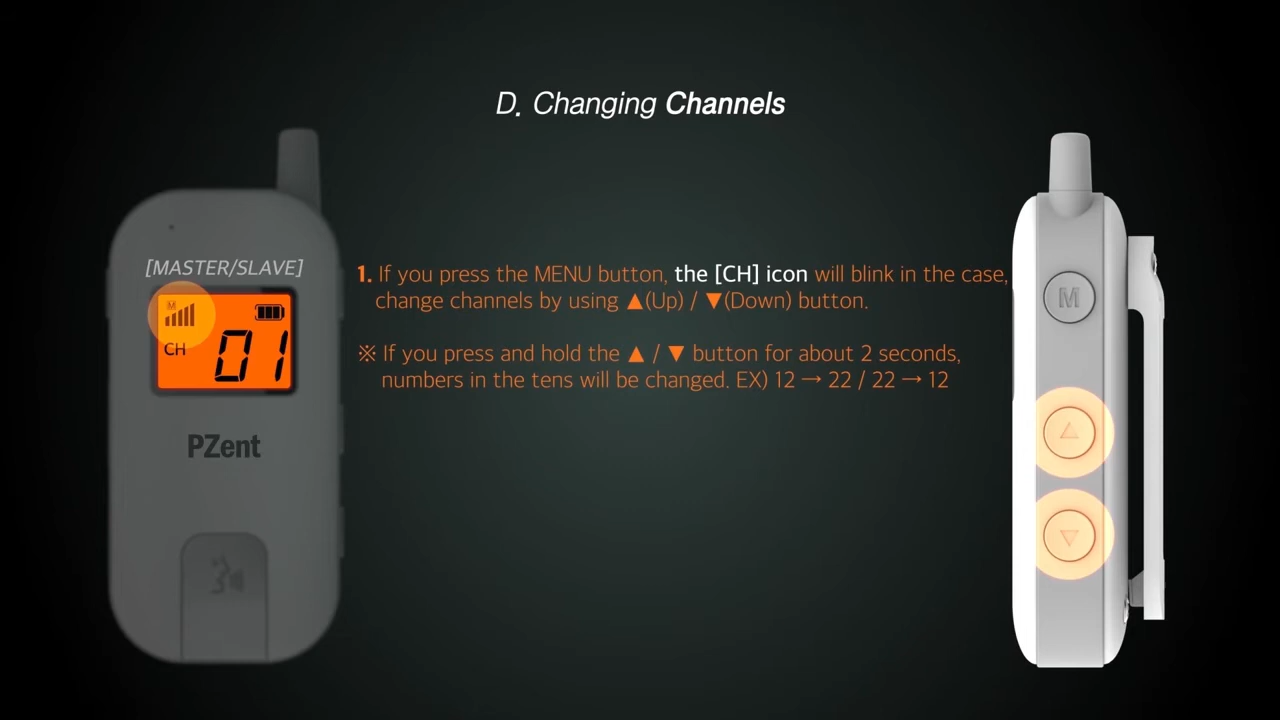 D. Changing Channels
[MASTER/SLAVE]
M
CH 01
PZent
1. If you press the MENU button, the [CH] icon will blink in the case,
change channels by using ▲(Up) / ▼(Down) button.
※ If you press and hold the ▲ / ▼ button for about 2 seconds,
numbers in the tens will be changed. EX) 12 → 22 / 22 → 12
M